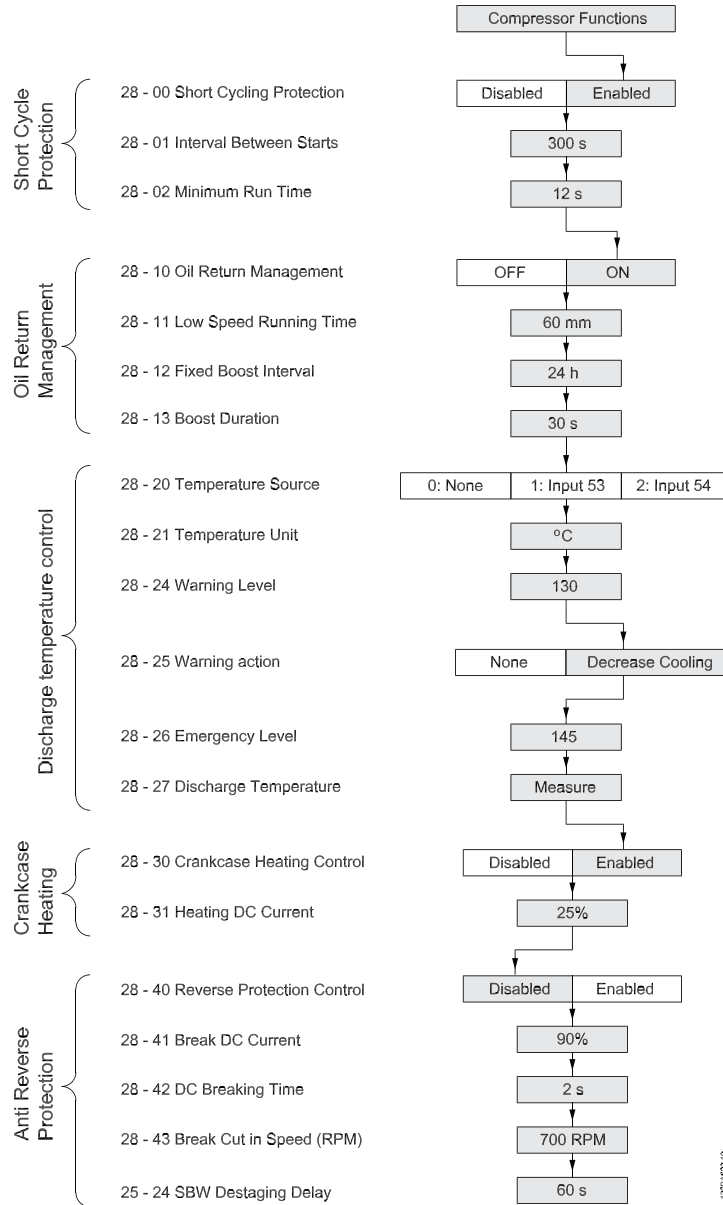 Compressor Functions
Short Cycle
Protection
28 - 00 Short Cycling Protection
Disabled
Enabled
28 - 01 Interval Between Starts
300 s
28 - 02 Minimum Run Time
12 s
Oil Return
Management
28 - 10 Oil Return Management
OFF
ON
28 - 11 Low Speed Running Time
60 mm
28 - 12 Fixed Boost Interval
24 h
28 - 13 Boost Duration
30 s
Discharge temperature control
28 - 20 Temperature Source
0: None
1: Input 53
2: Input 54
28 - 21 Temperature Unit
ºC
28 - 24 Warning Level
130
28 - 25 Warning action
None
Decrease Cooling
28 - 26 Emergency Level
145
28 - 27 Discharge Temperature
Measure
Crankcase
Heating
28 - 30 Crankcase Heating Control
Disabled
Enabled
28 - 31 Heating DC Current
25%
Anti Reverse
Protection
28 - 40 Reverse Protection Control
Disabled
Enabled
28 - 41 Break DC Current
90%
28 - 42 DC Breaking Time
2 s
28 - 43 Break Cut in Speed (RPM)
700 RPM
25 - 24 SBW Destaging Delay
60 s